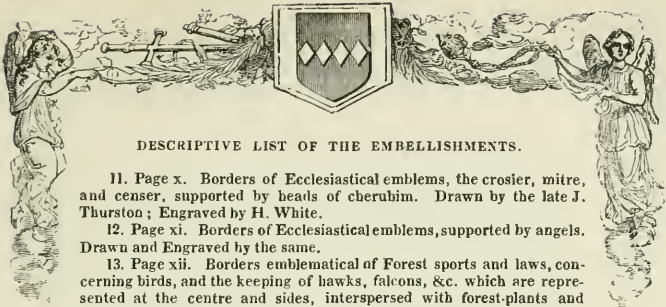 DESCRIPTIVE LIST OF THE EMBELLISHMENTS.
11. Page x. Borders of Ecclesiastical emblems, the crosier, mitre,
and censer, supported by heads of cherubim. Drawn by the late J.
Thurston; Engraved by H. White.
12. Page xi. Borders of Ecclesiastical emblems, supported by angels.
Drawn and Engraved by the same.
13. Page xii. Borders emblematical of Forest sports and laws, con-
cerning birds, and the keeping of hawks, falcons, &c. which are repre-
sented at the centre and sides, interspersed with forest-plants and